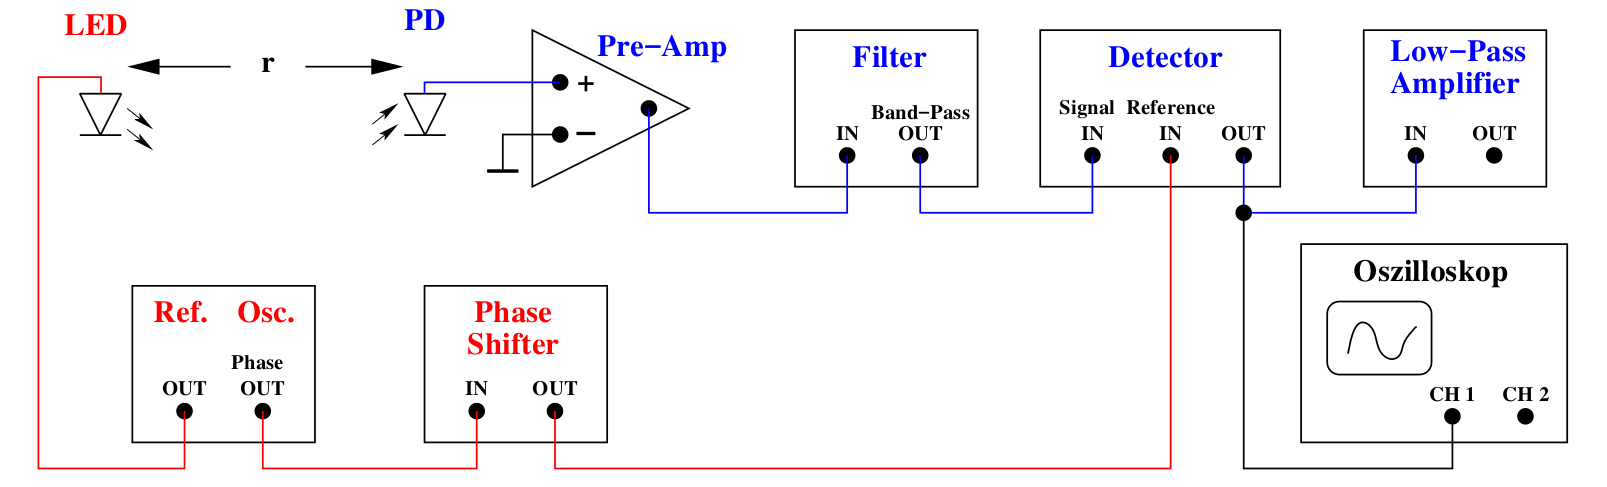 LED
r
PD
Pre−Amp
+
−
Filter
Band−Pass
IN OUT
Detector
Signal Reference
IN IN OUT
Low−Pass
Amplifier
IN OUT
Ref. Osc.
Phase
OUT OUT
Phase
Shifter
IN OUT
Oszilloskop
CH 1 CH 2